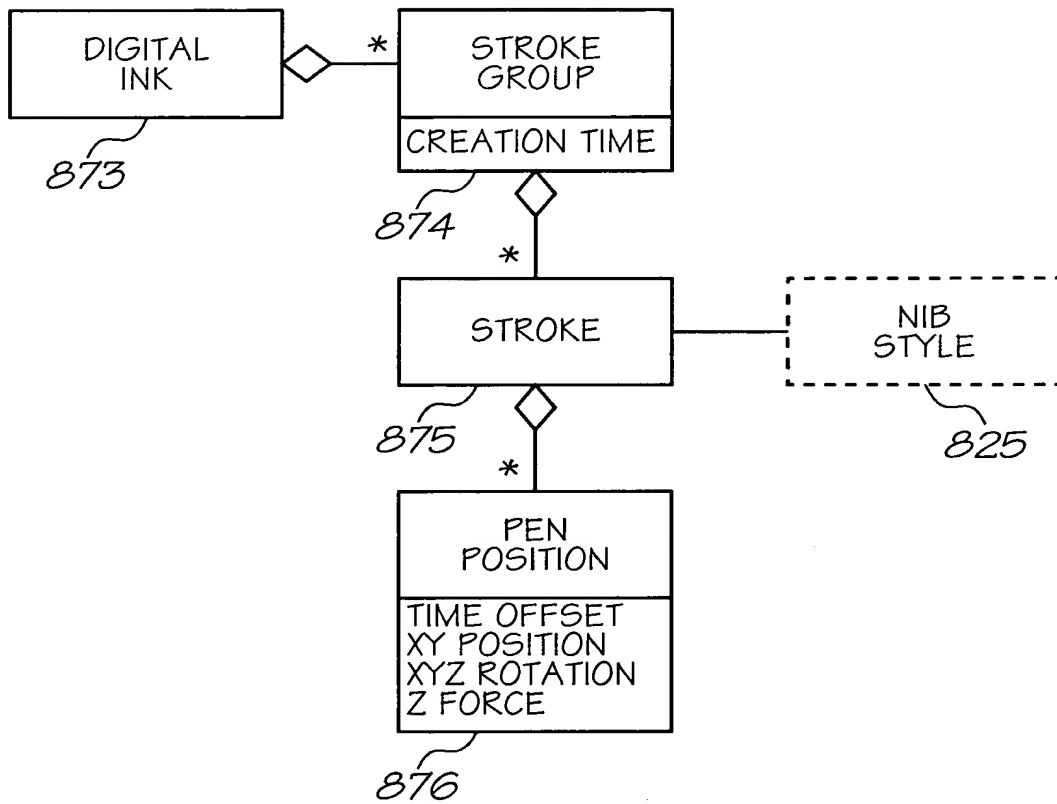 DIGITAL
INK
*
STROKE
GROUP
CREATION TIME
873
874
*
STROKE
NIB
STYLE
875
825
*
PEN
POSITION
TIME OFFSET
XY POSITION
XYZ ROTATION
Z FORCE
876